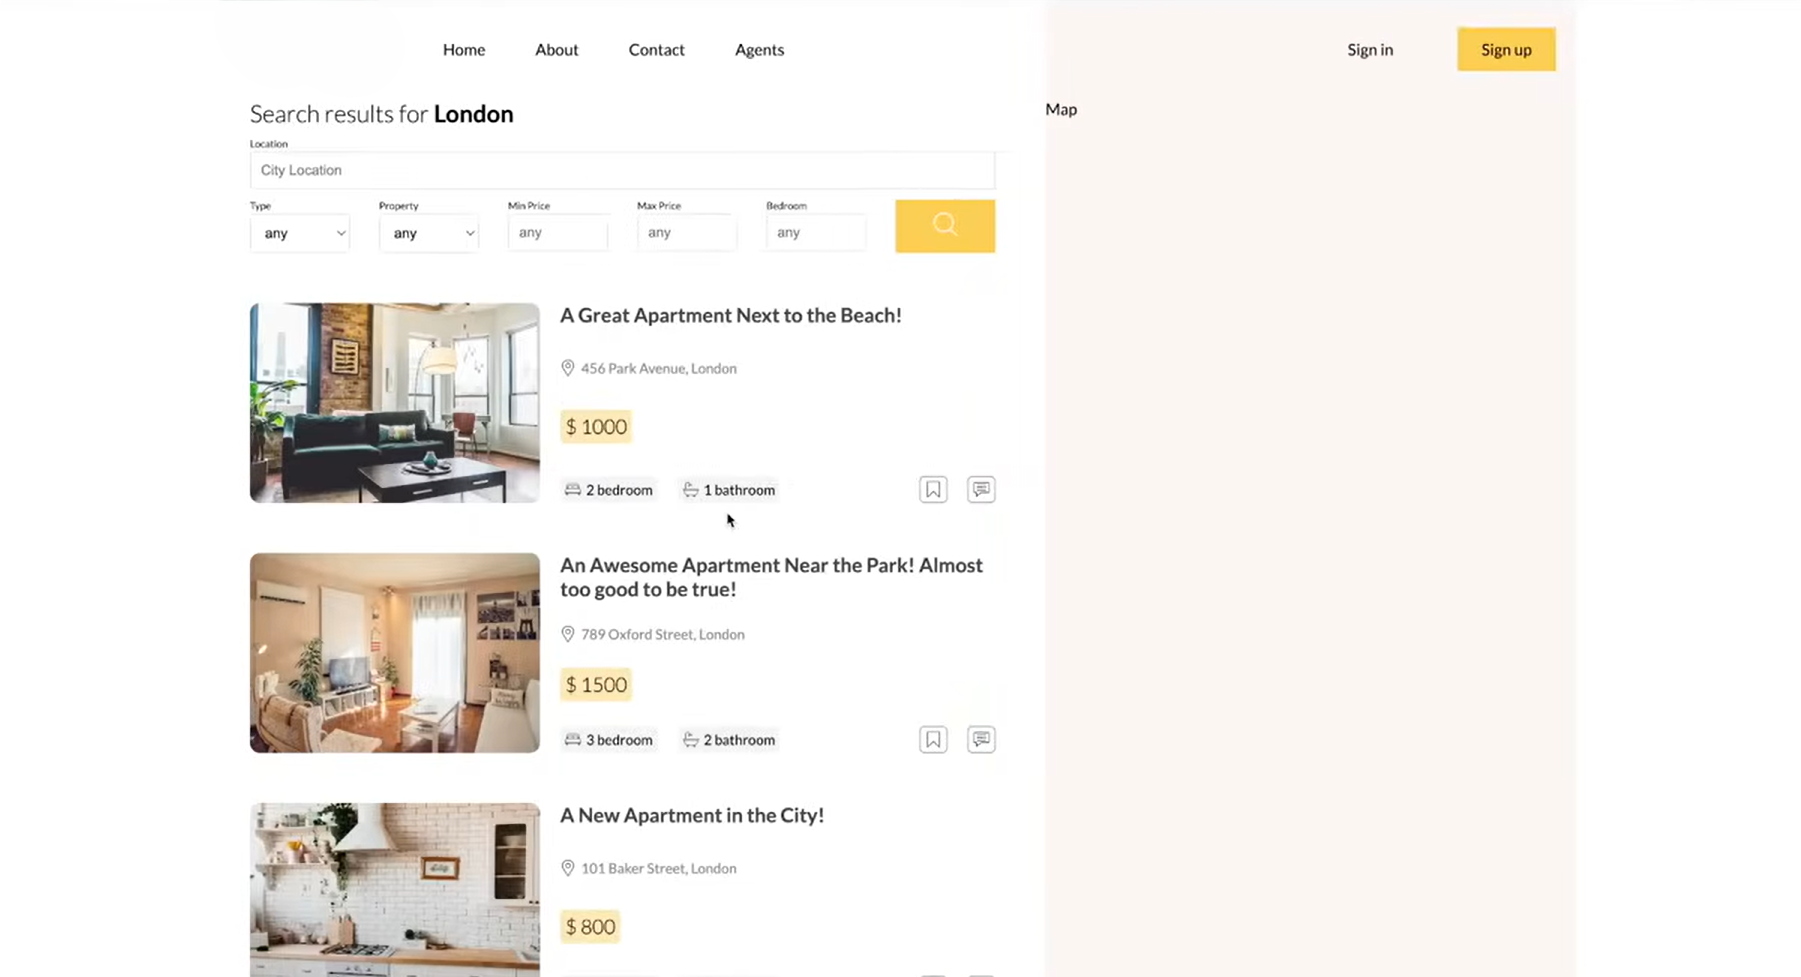 Home About Contact Agents Sign in Sign up
Search results for London
Map
Location
City Location
Type Property Min Price Max Price Bedroom
any any any any any
A Great Apartment Next to the Beach!
456 Park Avenue, London
$ 1000
2 bedroom 1 bathroom
An Awesome Apartment Near the Park! Almost
too good to be true!
789 Oxford Street, London
$ 1500
3 bedroom 2 bathroom
A New Apartment in the City!
101 Baker Street, London
$ 800